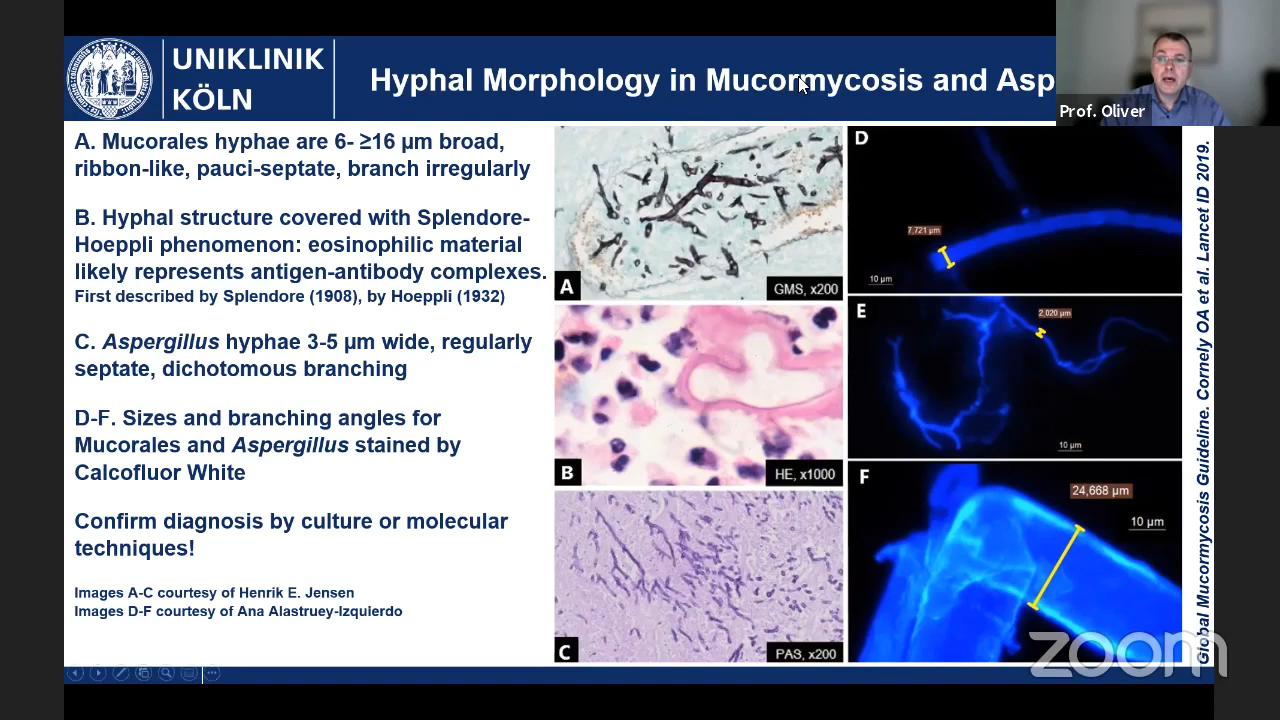 UNIKLINIK
KÖLN
Hyphal Morphology in Mucormycosis and Asp
Prof. Oliver
A. Mucorales hyphae are 6- ≥16 µm broad,
ribbon-like, pauci-septate, branch irregularly
B. Hyphal structure covered with Splendore-
Hoeppli phenomenon: eosinophilic material
likely represents antigen-antibody complexes.
First described by Splendore (1908), by Hoeppli (1932)
C. Aspergillus hyphae 3-5 µm wide, regularly
septate, dichotomous branching
D-F. Sizes and branching angles for
Mucorales and Aspergillus stained by
Calcofluor White
Confirm diagnosis by culture or molecular
techniques!
Images A-C courtesy of Henrik E. Jensen
Images D-F courtesy of Ana Alastruey-Izquierdo
A
GMS, x200
B
HE, x1000
C
PAS, x200
D
7,721 µm
10 µm
E
2,020 µm
10 µm
F
24,668 µm
10 µm
Global Mucormycosis Guideline. Cornely OA et al. Lancet ID 2019.
zoom